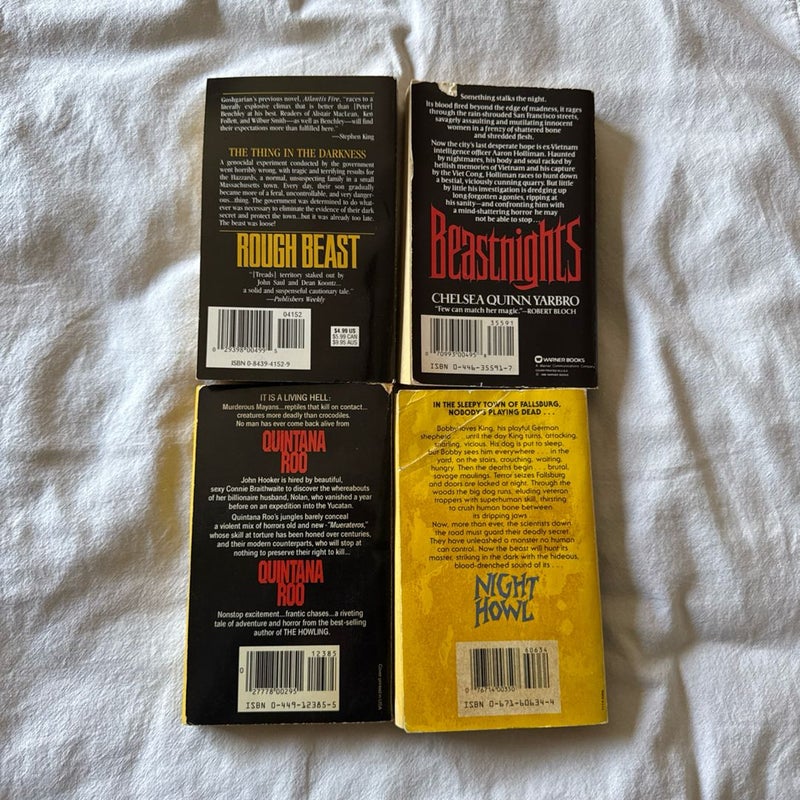 Goshgarian's previous novel, Atlantis Fire, "races to a
literally explosive climax that is better than [Peter]
Benchley at his best. Readers of Alistair MacLean, Ken
Follett, and Wilbur Smith—as well as Benchley—will find
their expectations more than fulfilled here."
—Stephen King
THE THING IN THE DARKNESS
A genocidal experiment conducted by the government
went horribly wrong, with tragic and terrifying results for
the Hazzards, a normal, unsuspecting family in a small
Massachusetts town. Every day, their son gradually
became more of a feral, uncontrollable, and very danger-
ous...thing. The government was determined to do what-
ever was necessary to eliminate the evidence of their dark
secret and protect the town...but it was already too late.
The beast was loose!
ROUGH BEAST
"[Treads] territory staked out by
John Saul and Dean Koontz...
a solid and suspenseful cautionary tale."
—Publishers Weekly
04152
$4.99 US
$5.99 CAN
$9.95 AUS
0 29398 00499 5
ISBN 0-8439-4152-9
Something stalks the night.
Its blood fired beyond the edge of madness, it rages
through the rain-shrouded San Francisco streets,
savagely assaulting and mutilating innocent
women in a frenzy of shattered bone
and shredded flesh.
Now the city's last desperate hope is ex-Vietnam
intelligence officer Aaron Holliman. Haunted
by nightmares, his body and soul racked by
hellish memories of Vietnam and his capture
by the Viet Cong, Holliman races to hunt down
a bestial, viciously cunning quarry. But little
by little his investigation is dredging up
long-forgotten agonies, ripping at
his sanity—and confronting him with
a mind-shattering horror he may
not be able to stop...
Beastnights
CHELSEA QUINN YARBRO
"Few can match her magic."—ROBERT BLOCH
35591
0 70993 00495 8
ISBN 0-446-35591-7
WARNER BOOKS
A Warner Communications Company
IT IS A LIVING HELL:
Murderous Mayans...reptiles that kill on contact...
creatures more deadly than crocodiles.
No man has ever come back alive from
QUINTANA
ROO
John Hooker is hired by beautiful,
sexy Connie Braithwaite to discover the whereabouts
of her billionaire husband, Nolan, who vanished a year
before on an expedition into the Yucatan.
Quintana Roo's jungles barely conceal
a violent mix of horrors old and new-"Muerateros,"
whose skill at torture has been honed over centuries,
and their modern counterparts, who will stop at
nothing to preserve their right to kill...
QUINTANA
ROO
Nonstop excitement...frantic chases...a riveting
tale of adventure and horror from the best-selling
author of THE HOWLING.
12385
0 27778 00295
ISBN 0-449-12385-5
IN THE SLEEPY TOWN OF FALLSBURG,
NOBODY'S PLAYING DEAD . . .
Bobby loves King, his playful German
shepherd . . . until the day King turns, attacking,
snarling, vicious. His dog is put to sleep,
but Bobby sees him everywhere . . . in the
yard, on the stairs, crouching, waiting,
hungry. Then the deaths begin . . . brutal,
savage maulings. Terror seizes Fallsburg
and doors are locked at night. Through the
woods the big dog runs, eluding veteran
trappers with superhuman skill, thirsting
to crush human bone between
its dripping jaws . . .
Now, more than ever, the scientists down
the road must guard their deadly secret.
They have unleashed a monster no human
can control. Now the beast will hunt its
master, striking in the dark with the hideous,
blood-drenched sound of its . . .
NIGHT
HOWL
60634
0 76714 00350
ISBN 0-671-60634-4